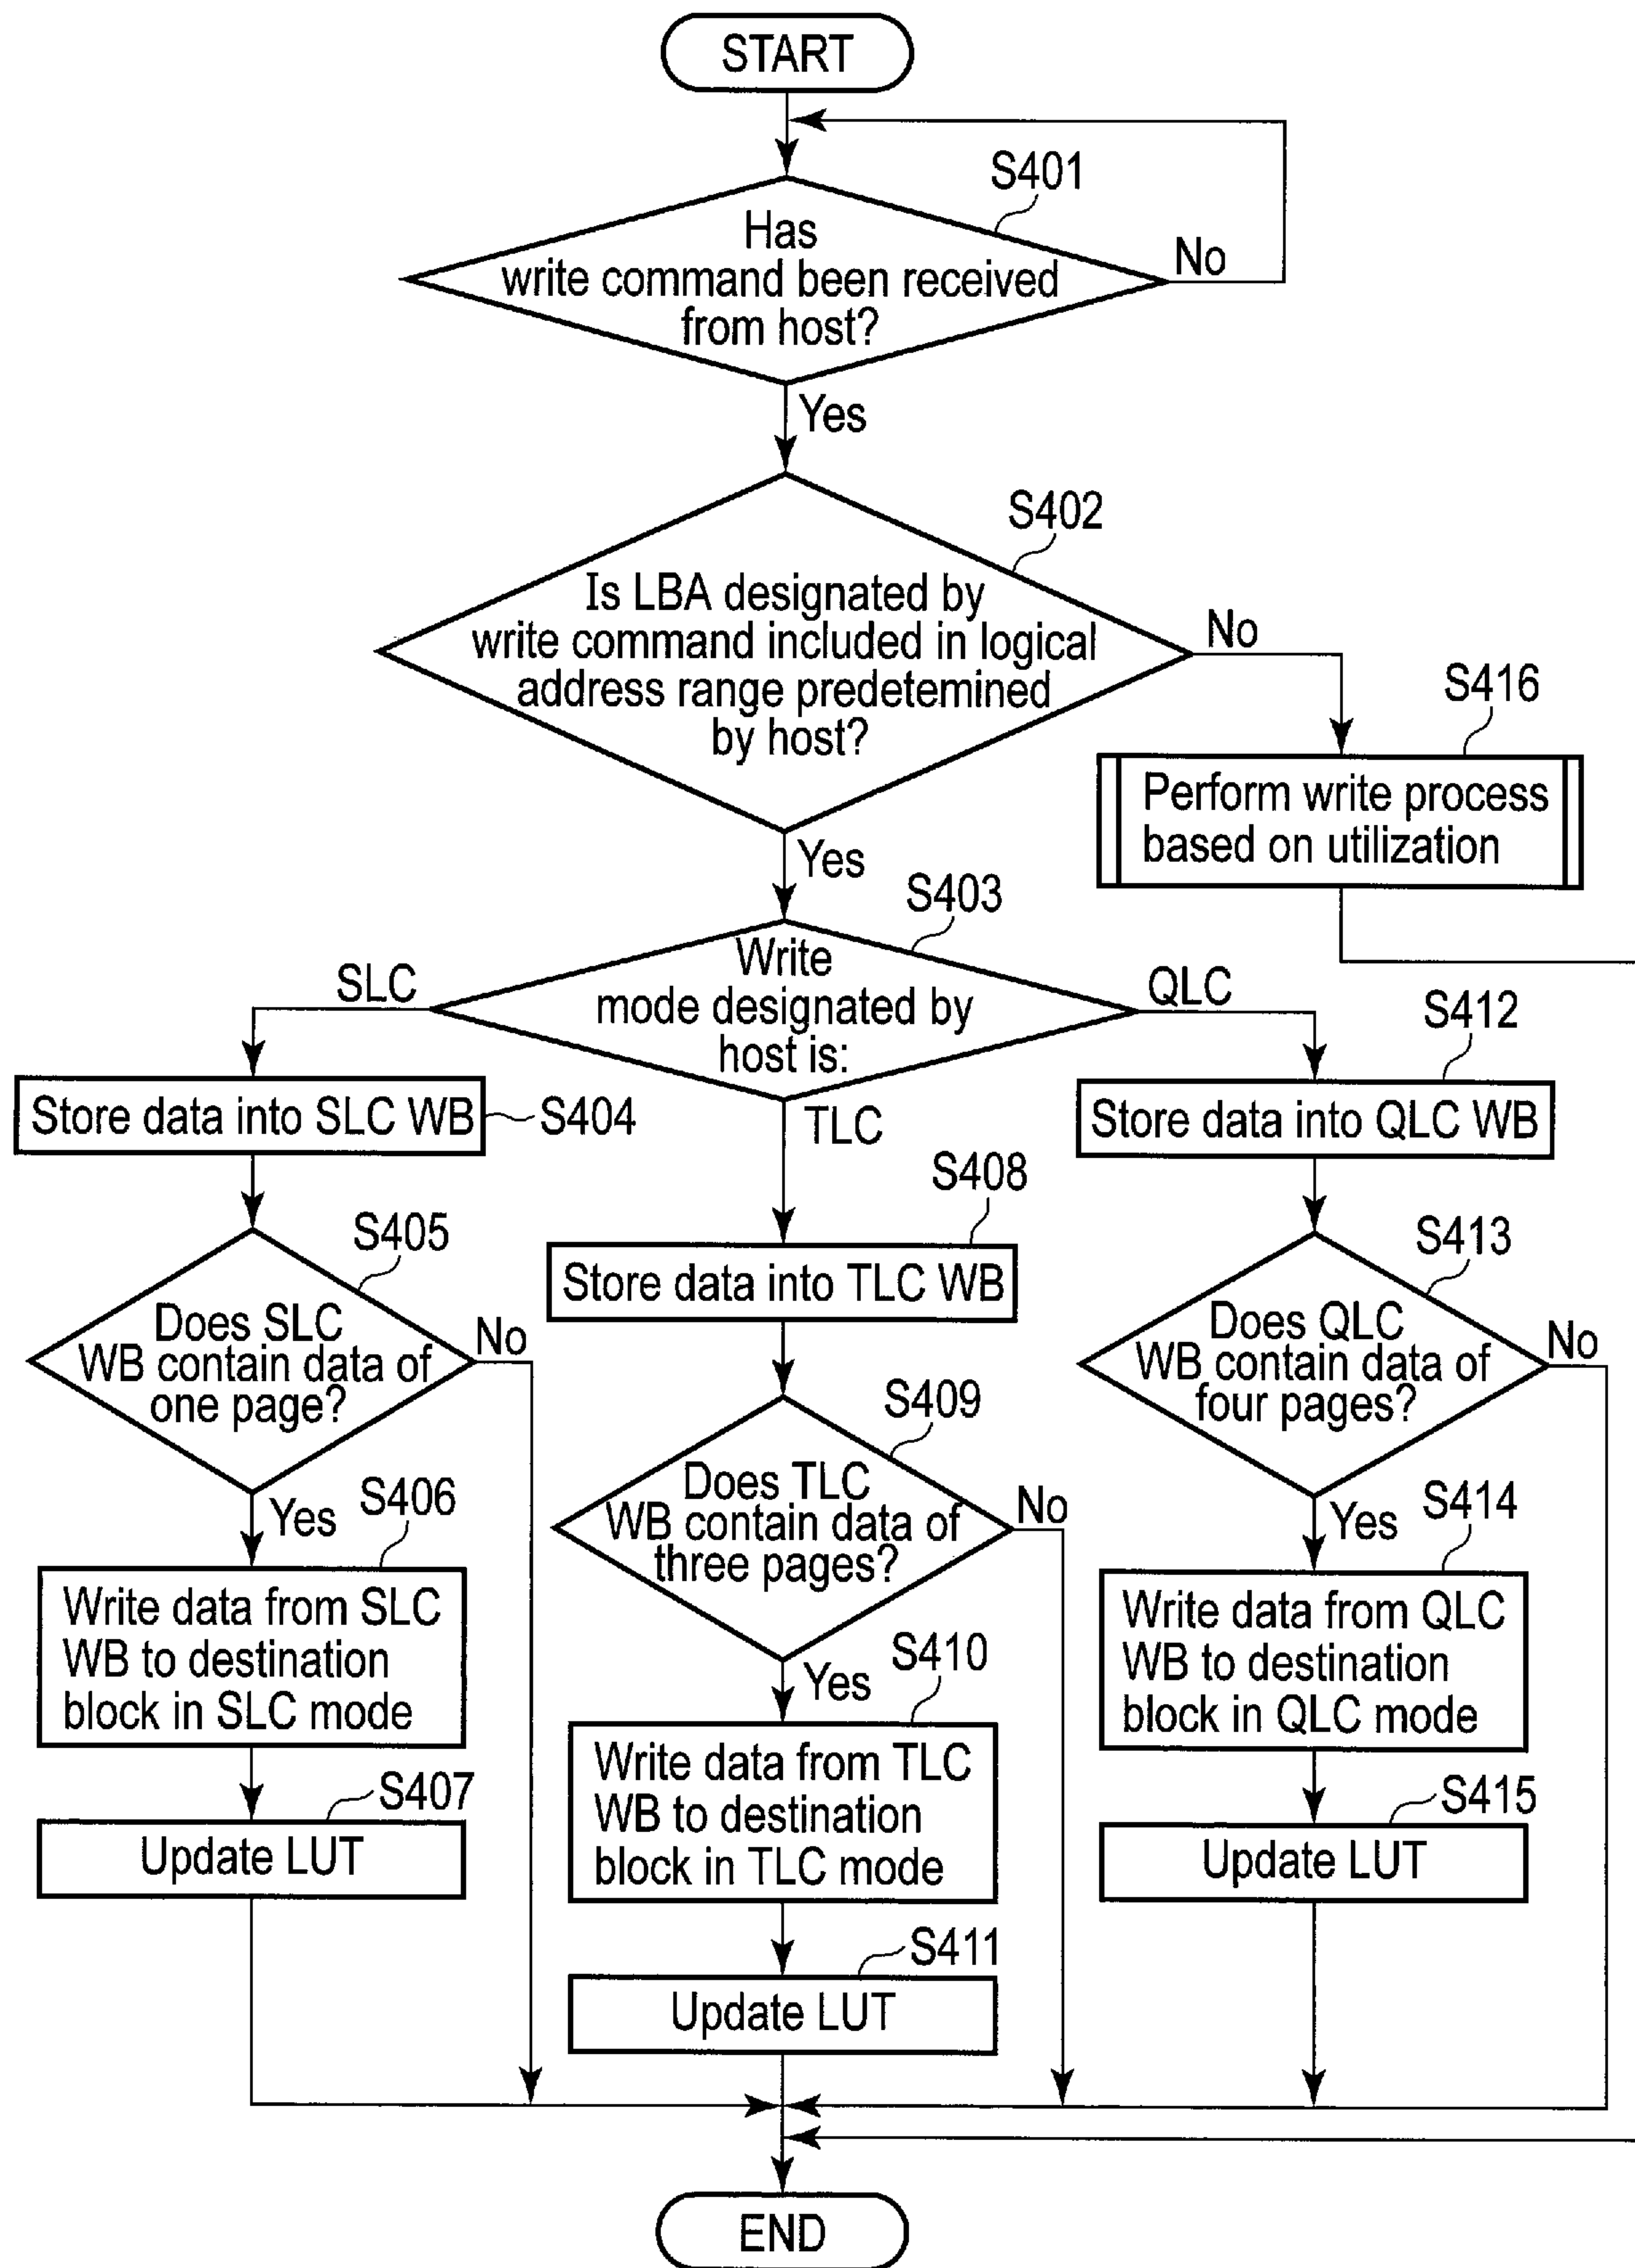 START
S401
Has
write command been received
from host?
No
Yes
S402
Is LBA designated by
write command included in logical
address range predetemined
by host?
No
S416
Perform write process
based on utilization
Yes
S403
Write
mode designated by
host is:
SLC
QLC
TLC
S412
Store data into SLC WB
S404
Store data into QLC WB
S408
Store data into TLC WB
S405
Does SLC
WB contain data of
one page?
No
S413
Does QLC
WB contain data of
four pages?
No
S409
Does TLC
WB contain data of
three pages?
No
Yes
S406
Write data from SLC
WB to destination
block in SLC mode
Yes
S414
Write data from QLC
WB to destination
block in QLC mode
Yes
S410
Write data from TLC
WB to destination
block in TLC mode
S407
Update LUT
S415
Update LUT
S411
Update LUT
END